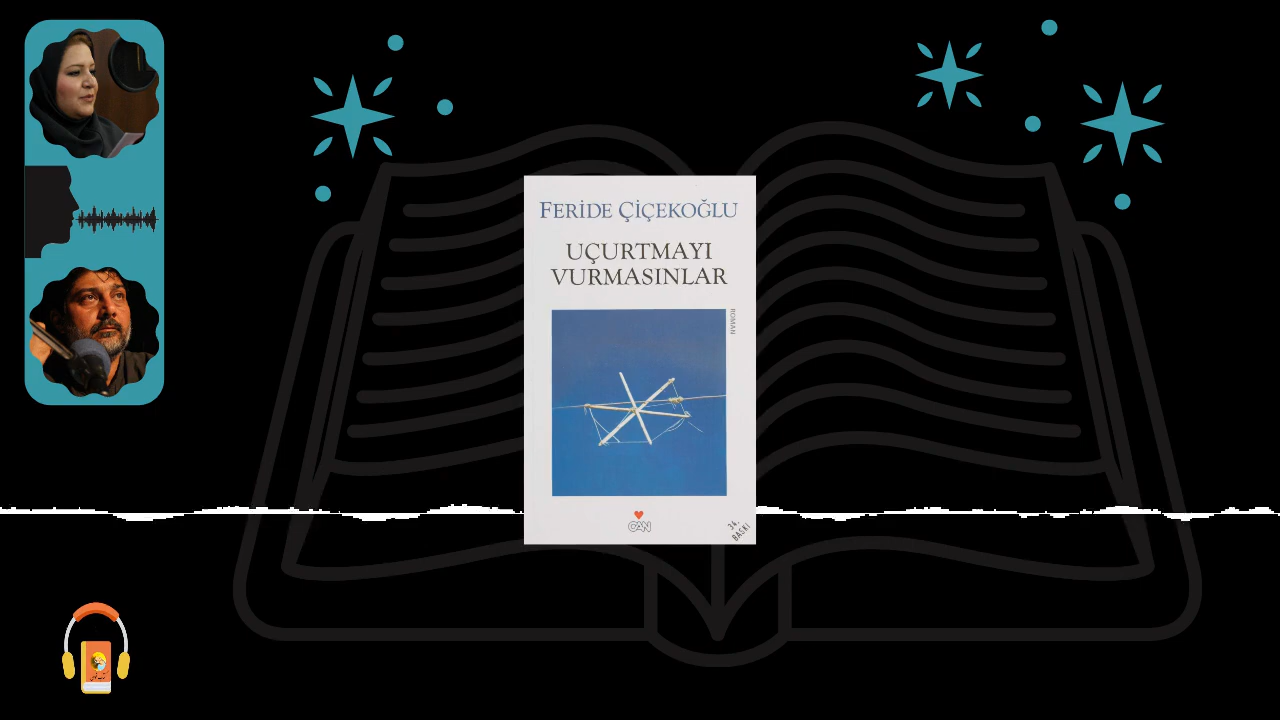 FERİDE ÇİÇEKOĞLU
UÇURTMAYI
VURMASINLAR
ROMAN
CAN
34.
BASKI